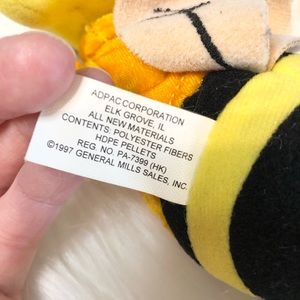 ADPAC CORPORATION
ELK GROVE, IL
ALL NEW MATERIALS
CONTENTS: POLYESTER FIBERS
HDPE PELLETS
REG. NO. PA-7399 (HK)
©1997 GENERAL MILLS SALES, INC.